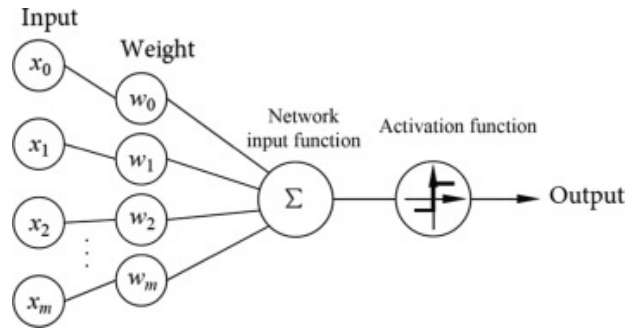 Input
Weight
x₀
w₀
Network
input function
Activation function
x₁
w₁
Σ
Output
x₂
w₂
⋮
xₘ
wₘ